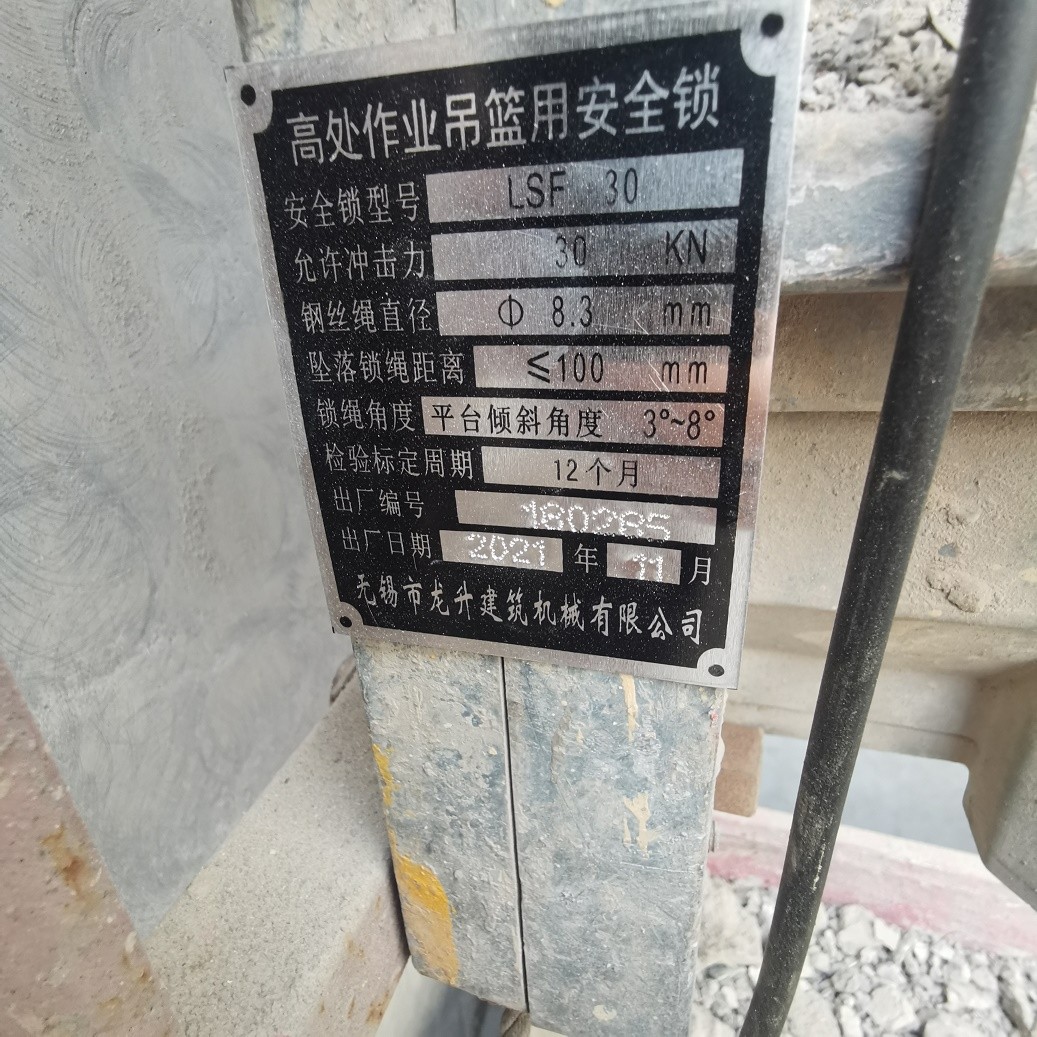 高处作业吊篮用安全锁
安全锁型号 LSF 30
允许冲击力 30 KN
钢丝绳直径 Φ 8.3 mm
坠落锁绳距离 ≤100 mm
锁绳角度 平台倾斜角度 3°~8°
检验标定周期 12个月
出厂编号 180285
出厂日期 2021 年 11 月
无锡市龙升建筑机械有限公司